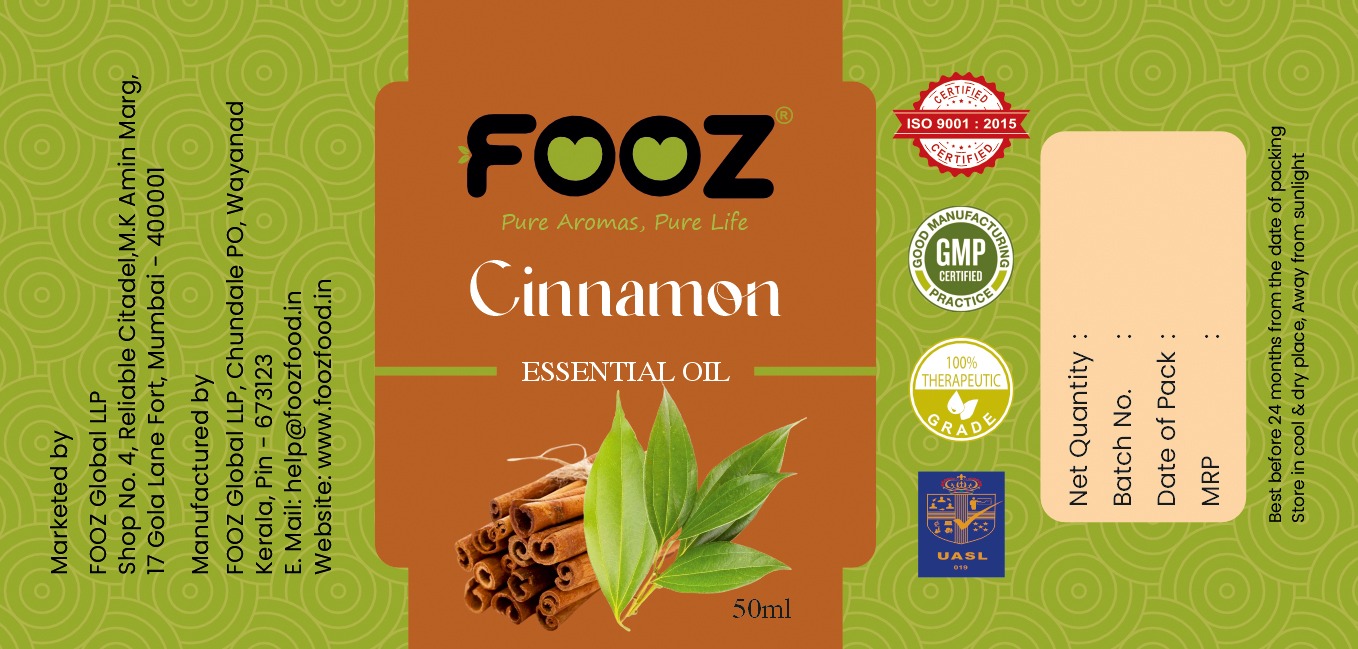 Marketed by
FOOZ Global LLP
Shop No. 4, Reliable Citadel,M.K Amin Marg,
17 Gola Lane Fort, Mumbai - 400001
Manufactured by
FOOZ Global LLP, Chundale PO, Wayanad
Kerala, Pin - 673123
E. Mail: help@foozfood.in
Website: www.foozfood.in
FOOZ®
Pure Aromas, Pure Life
Cinnamon
ESSENTIAL OIL
50ml
CERTIFIED
ISO 9001 : 2015
CERTIFIED
GOOD MANUFACTURING
GMP
CERTIFIED
PRACTICE
100%
THERAPEUTIC
GRADE
UASL
019
Net Quantity :
Batch No. :
Date of Pack :
MRP :
Best before 24 months from the date of packing
Store in cool & dry place, Away from sunlight